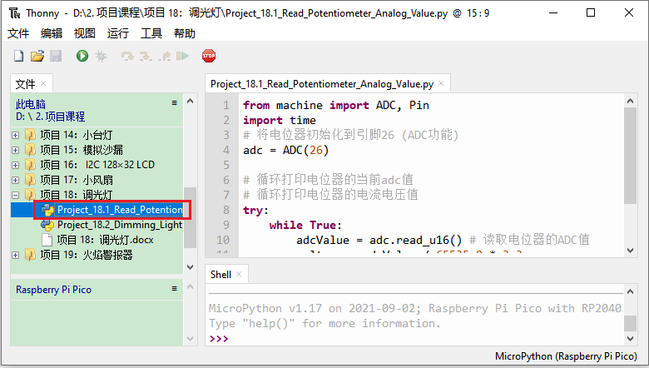 Thonny - D:\2. 项目课程\项目 18：调光灯\Project_18.1_Read_Potentiometer_Analog_Value.py @ 15 : 9
文件 编辑 视图 运行 工具 帮助
STOP
文件
此电脑
D: \ 2. 项目课程
项目 14：小台灯
项目 15：模拟沙漏
项目 16： I2C 128×32 LCD
项目 17：小风扇
项目 18：调光灯
Project_18.1_Read_Potention
Project_18.2_Dimming_Light
项目 18：调光灯.docx
项目 19：火焰警报器
Raspberry Pi Pico
Project_18.1_Read_Potentiometer_Analog_Value.py
1 from machine import ADC, Pin
2 import time
3 # 将电位器初始化到引脚26 (ADC功能)
4 adc = ADC(26)
5
6 # 循环打印电位器的当前adc值
7 # 循环打印电位器的电流电压值
8 try:
9 while True:
10 adcValue = adc.read_u16() # 读取电位器的ADC值
Shell
MicroPython v1.17 on 2021-09-02; Raspberry Pi Pico with RP2040
Type "help()" for more information.
>>>
MicroPython (Raspberry Pi Pico)